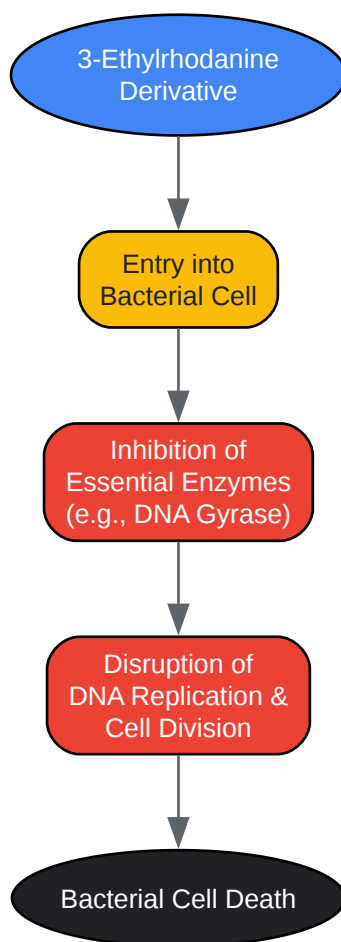 3-Ethylrhodanine
Derivative
Entry into
Bacterial Cell
Inhibition of
Essential Enzymes
(e.g., DNA Gyrase)
Disruption of
DNA Replication &
Cell Division
Bacterial Cell Death